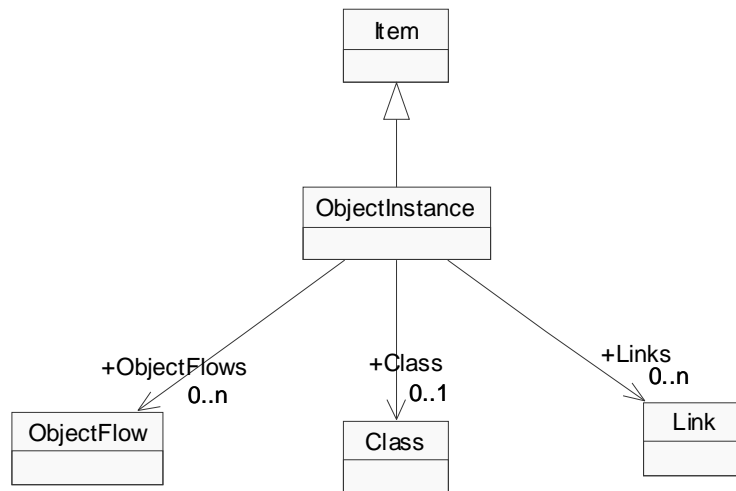 Item
ObjectInstance
+ObjectFlows
0..n
+Class
0..1
+Links
0..n
ObjectFlow
Class
Link